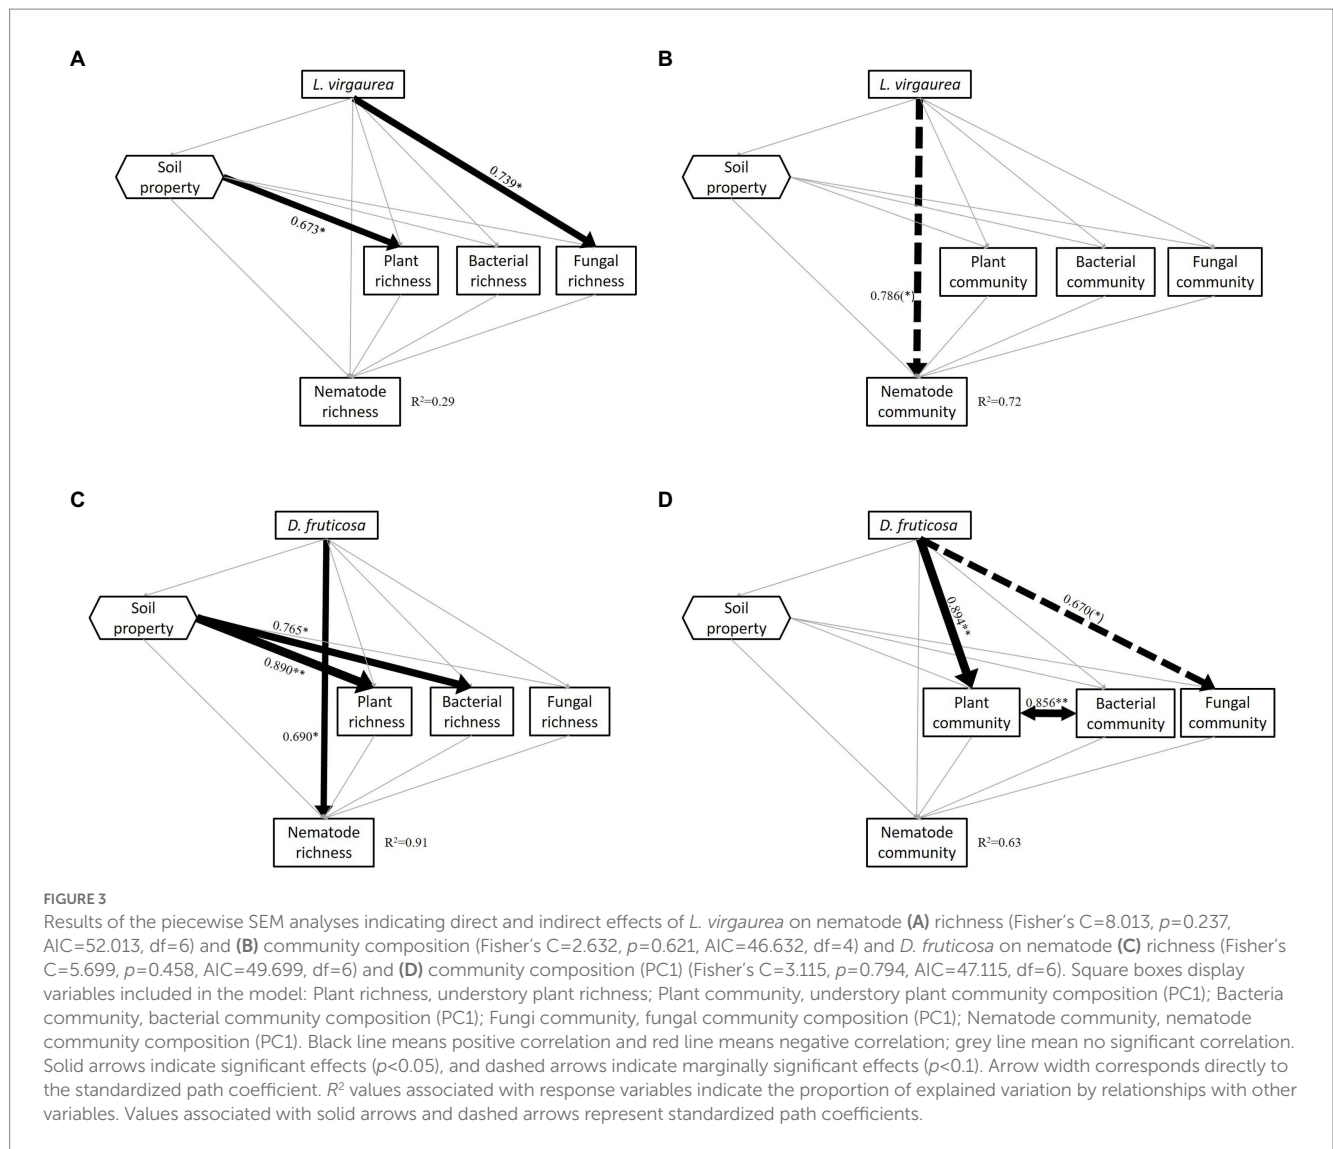 A
L. virgaurea
Soil
property
0.739*
0.673*
Plant
richness
Bacterial
richness
Fungal
richness
Nematode
richness
R²=0.29
B
L. virgaurea
Soil
property
Plant
community
Bacterial
community
Fungal
community
0.786(*)
Nematode
community
R²=0.72
C
D. fruticosa
Soil
property
0.765*
0.890**
Plant
richness
Bacterial
richness
Fungal
richness
0.690*
Nematode
richness
R²=0.91
D
D. fruticosa
Soil
property
0.894**
0.670(*)
Plant
community
0.856**
Bacterial
community
Fungal
community
Nematode
community
R²=0.63
FIGURE 3
Results of the piecewise SEM analyses indicating direct and indirect effects of L. virgaurea on nematode (A) richness (Fisher's C=8.013, p=0.237,
AIC=52.013, df=6) and (B) community composition (Fisher's C=2.632, p=0.621, AIC=46.632, df=4) and D. fruticosa on nematode (C) richness (Fisher's
C=5.699, p=0.458, AIC=49.699, df=6) and (D) community composition (PC1) (Fisher's C=3.115, p=0.794, AIC=47.115, df=6). Square boxes display
variables included in the model: Plant richness, understory plant richness; Plant community, understory plant community composition (PC1); Bacteria
community, bacterial community composition (PC1); Fungi community, fungal community composition (PC1); Nematode community, nematode
community composition (PC1). Black line means positive correlation and red line means negative correlation; grey line mean no significant correlation.
Solid arrows indicate significant effects (p<0.05), and dashed arrows indicate marginally significant effects (p<0.1). Arrow width corresponds directly to
the standardized path coefficient. R² values associated with response variables indicate the proportion of explained variation by relationships with other
variables. Values associated with solid arrows and dashed arrows represent standardized path coefficients.